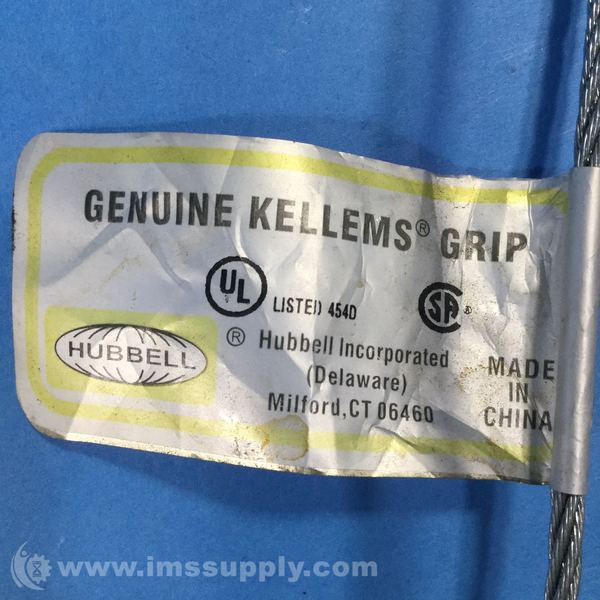 GENUINE KELLEMS® GRIP
UL LISTED 454D SA ®
HUBBELL
® Hubbell Incorporated
(Delaware)
Milford, CT 06460
MADE
IN
CHINA
www.imssupply.com